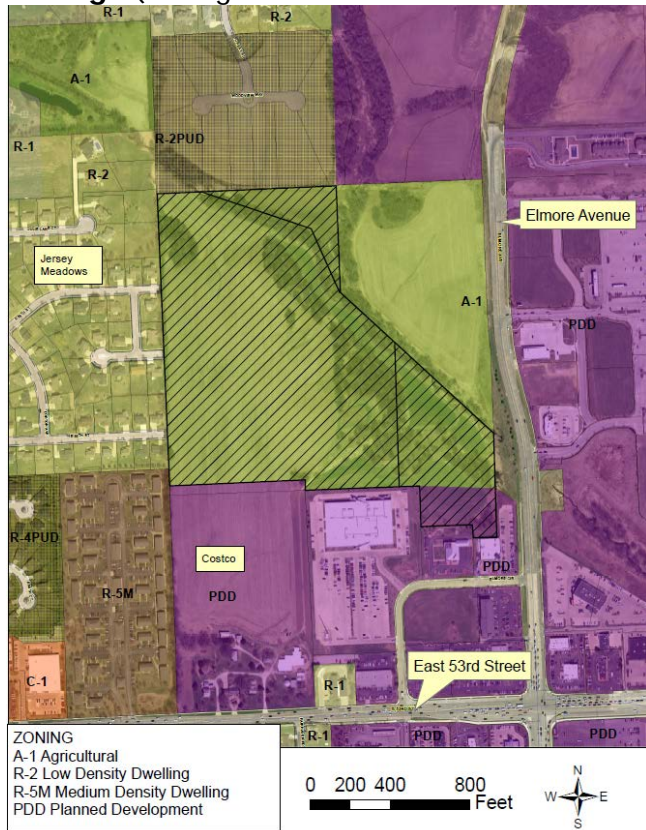 R-1
R-2
A-1
R-2PUD
R-1
R-2
Elmore Avenue
Jersey
Meadows
A-1
PDD
R-4PUD
Costco
R-5M
PDD
PDD
East 53rd Street
C-1
R-1
R-1
PDD
PDD
ZONING
A-1 Agricultural
R-2 Low Density Dwelling
R-5M Medium Density Dwelling
PDD Planned Development
0 200 400 800
Feet
N
W E
S